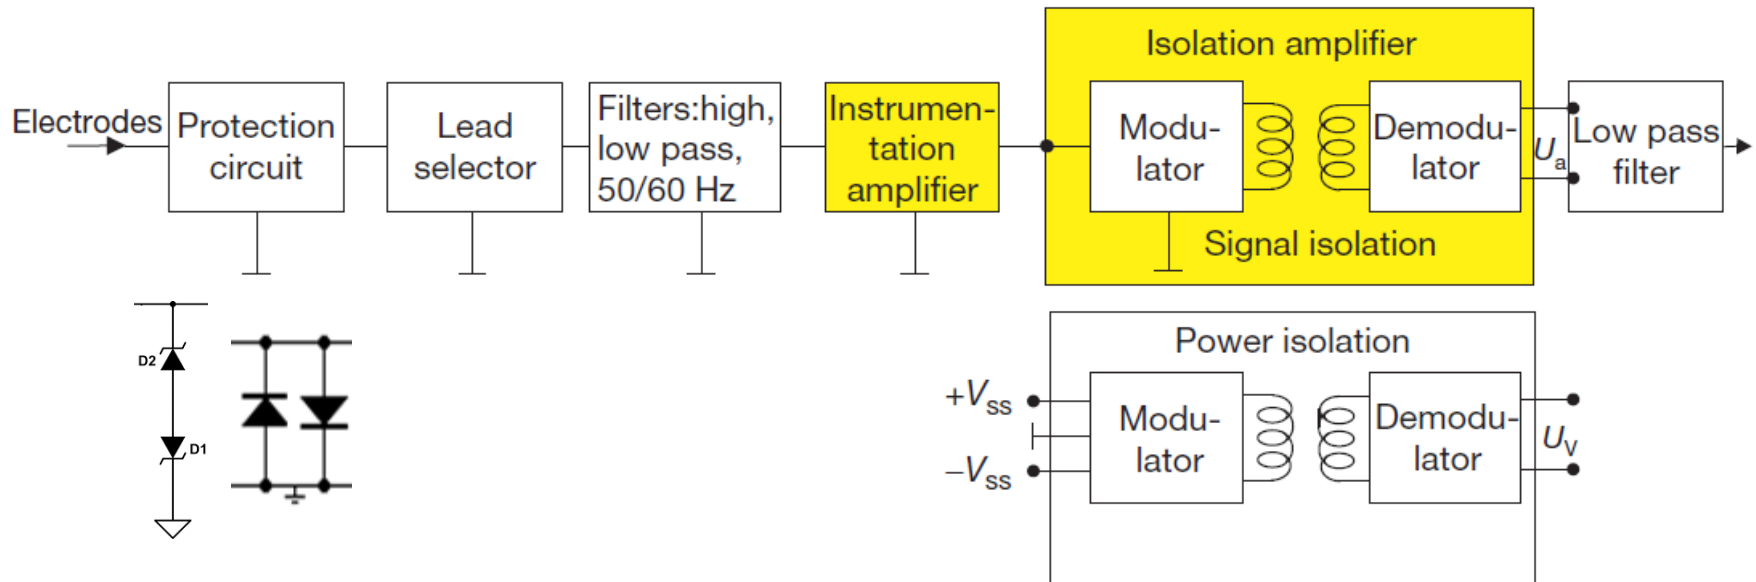 Isolation amplifier
Electrodes
Protection
circuit
Lead
selector
Filters:high,
low pass,
50/60 Hz
Instrumen-
tation
amplifier
Modu-
lator
Demodu-
lator
Ua
Low pass
filter
Signal isolation
D2
D1
Power isolation
+Vss
−Vss
Modu-
lator
Demodu-
lator
UV